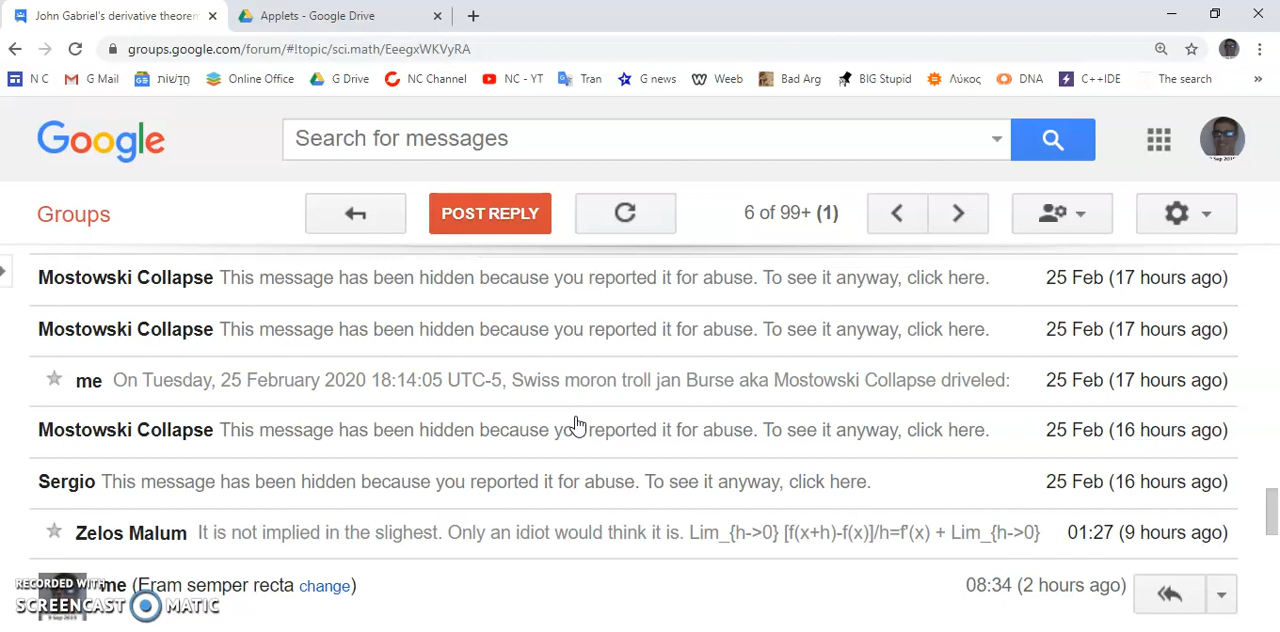 John Gabriel's derivative theorem
Applets - Google Drive
groups.google.com/forum/#!topic/sci.math/EeegxWKVyRA
N C G Mail חֲדָשׁוֹת Online Office G Drive NC Channel NC - YT Tran G news Weeb Bad Arg BIG Stupid Λύκος DNA C++IDE The search »
Google Search for messages
Groups POST REPLY 6 of 99+ (1)
Mostowski Collapse This message has been hidden because you reported it for abuse. To see it anyway, click here. 25 Feb (17 hours ago)
Mostowski Collapse This message has been hidden because you reported it for abuse. To see it anyway, click here. 25 Feb (17 hours ago)
me On Tuesday, 25 February 2020 18:14:05 UTC-5, Swiss moron troll jan Burse aka Mostowski Collapse driveled: 25 Feb (17 hours ago)
Mostowski Collapse This message has been hidden because you reported it for abuse. To see it anyway, click here. 25 Feb (16 hours ago)
Sergio This message has been hidden because you reported it for abuse. To see it anyway, click here. 25 Feb (16 hours ago)
Zelos Malum It is not implied in the slighest. Only an idiot would think it is. Lim_{h->0} [f(x+h)-f(x)]/h=f'(x) + Lim_{h->0} 01:27 (9 hours ago)
me (Fram semper recta change) 08:34 (2 hours ago)
RECORDED WITH
SCREENCAST MATIC